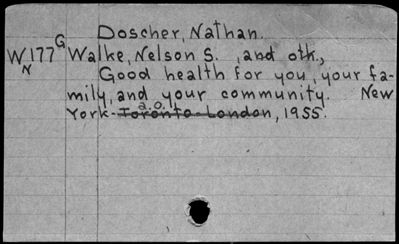 Doscher, Nathan.
WN177G Walke, Nelson S. , and oth.,
Good health for you, your fa-
mily, and your community. New
York- a.o. Toronto-London, 1955.